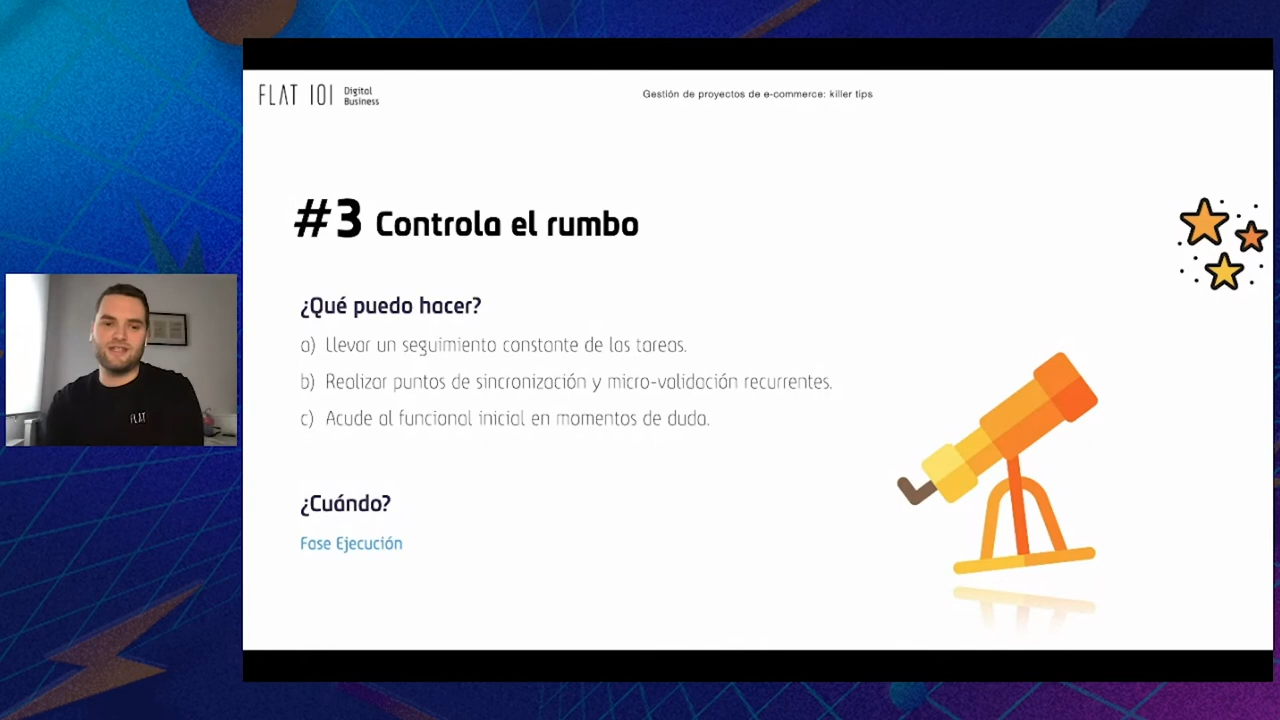 FLAT 101 Digital Business
Gestión de proyectos de e-commerce: killer tips
#3 Controla el rumbo
¿Qué puedo hacer?
a) Llevar un seguimiento constante de las tareas.
b) Realizar puntos de sincronización y micro-validación recurrentes.
c) Acude al funcional inicial en momentos de duda.
¿Cuándo?
Fase Ejecución
FLAT